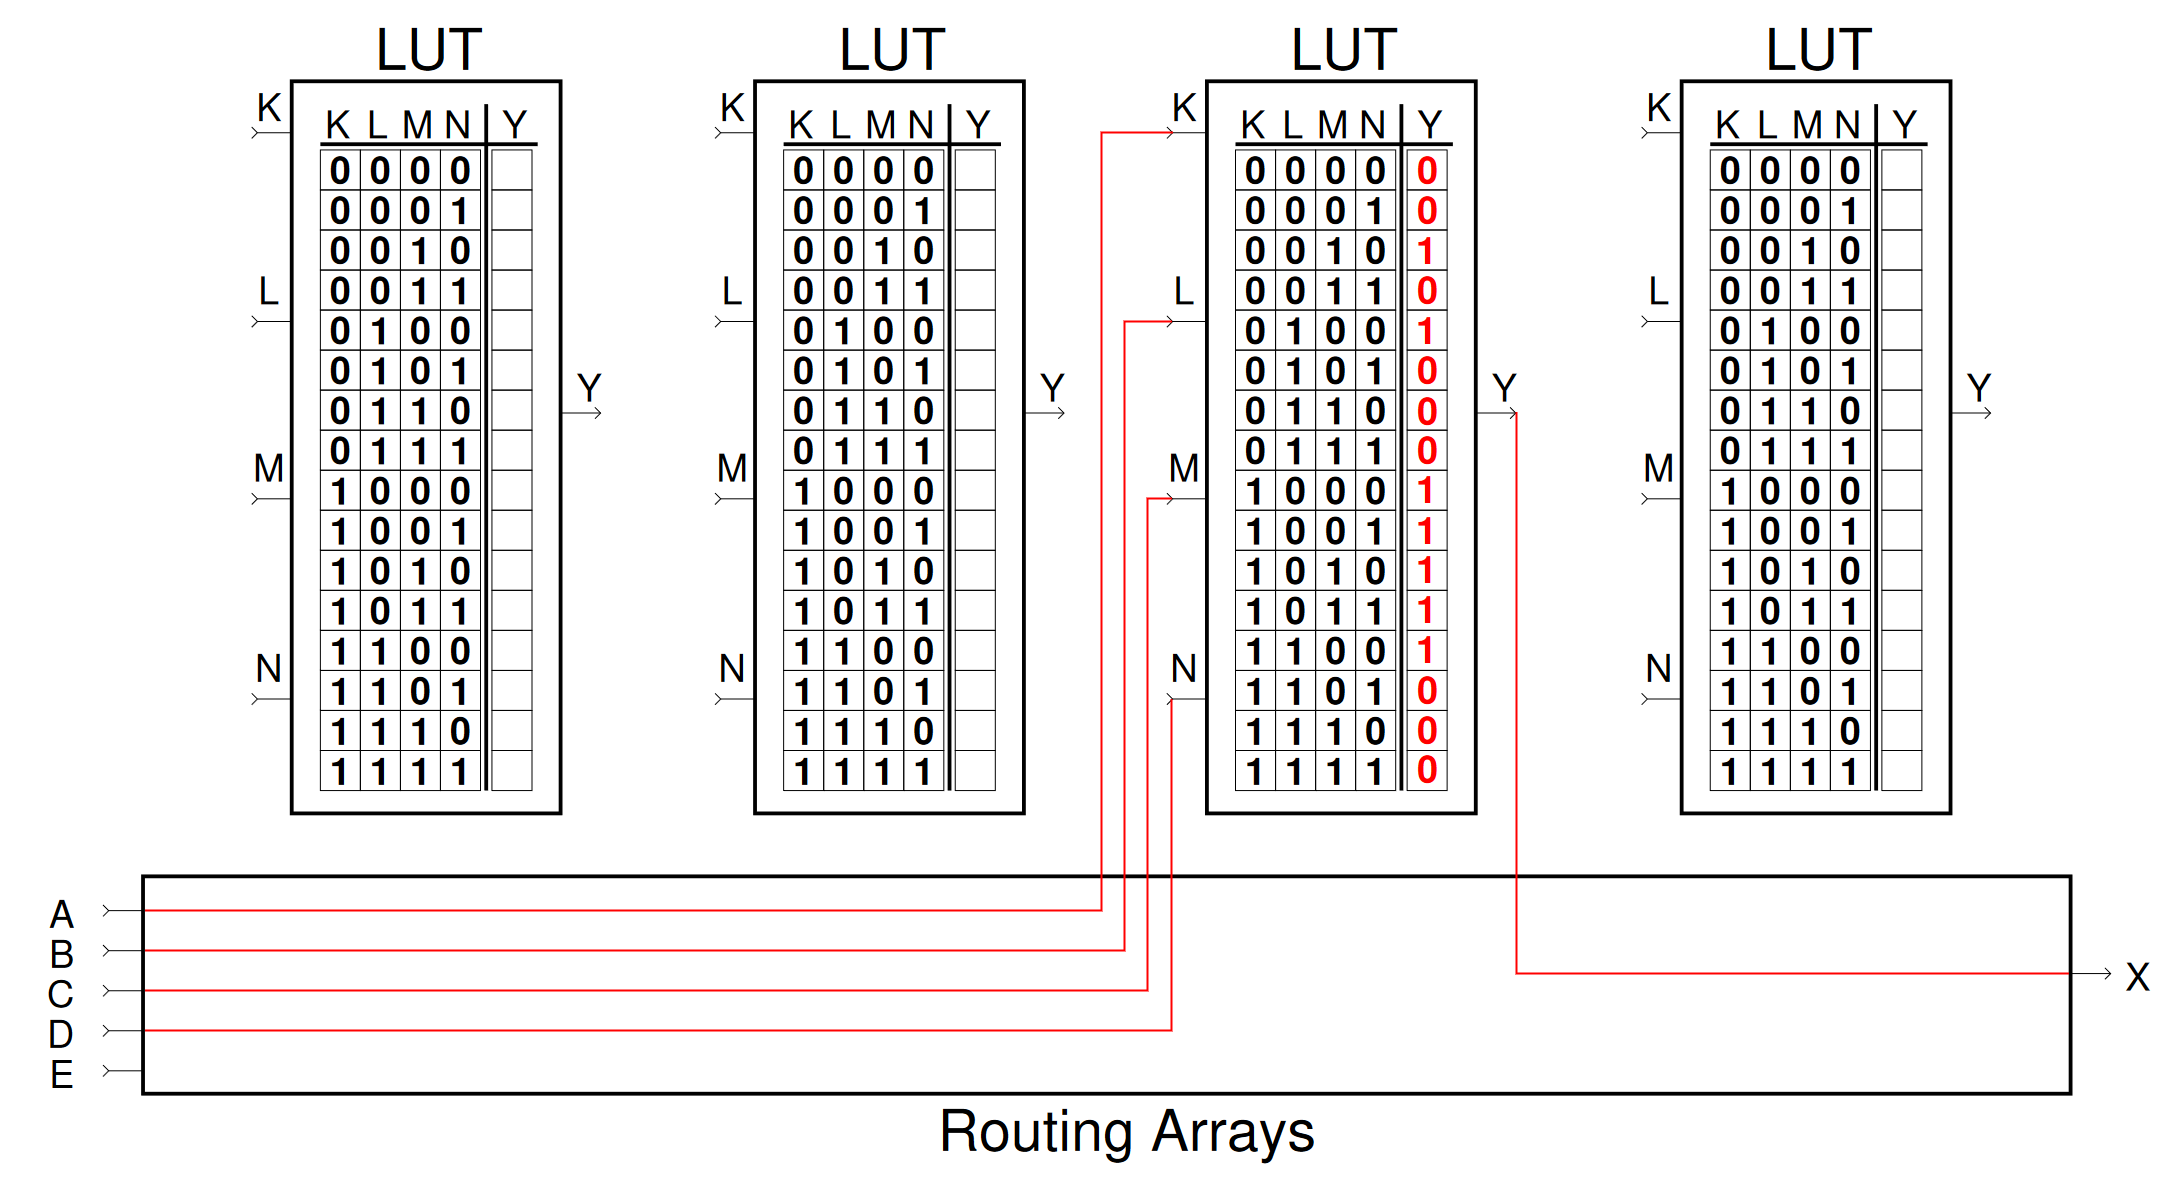 LUT LUT LUT LUT
K K K K
K L M N Y K L M N Y K L M N Y K L M N Y
0 0 0 0 0 0 0 0 0 0 0 0 0 0 0 0 0
0 0 0 1 0 0 0 1 0 0 0 1 0 0 0 0 1
0 0 1 0 0 0 1 0 0 0 1 0 1 0 0 1 0
L L L L
0 0 1 1 0 0 1 1 0 0 1 1 0 0 0 1 1
0 1 0 0 0 1 0 0 0 1 0 0 1 0 1 0 0
0 1 0 1 0 1 0 1 0 1 0 1 0 0 1 0 1
Y Y Y Y
0 1 1 0 0 1 1 0 0 1 1 0 0 0 1 1 0
0 1 1 1 0 1 1 1 0 1 1 1 0 0 1 1 1
M M M M
1 0 0 0 1 0 0 0 1 0 0 0 1 1 0 0 0
1 0 0 1 1 0 0 1 1 0 0 1 1 1 0 0 1
1 0 1 0 1 0 1 0 1 0 1 0 1 1 0 1 0
1 0 1 1 1 0 1 1 1 0 1 1 1 1 0 1 1
1 1 0 0 1 1 0 0 1 1 0 0 1 1 1 0 0
N N N N
1 1 0 1 1 1 0 1 1 1 0 1 0 1 1 0 1
1 1 1 0 1 1 1 0 1 1 1 0 0 1 1 1 0
1 1 1 1 1 1 1 1 1 1 1 1 0 1 1 1 1
A
B
C X
D
E
Routing Arrays